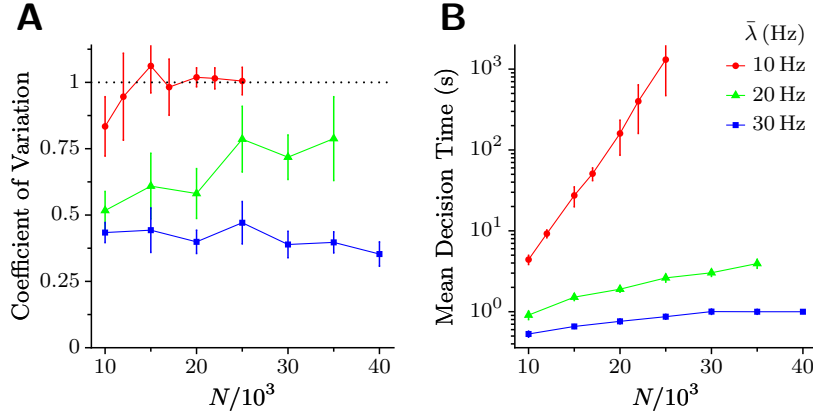 A
Coefficient of Variation
1
0.75
0.5
0.25
0
10
20
30
40
N/10³
B
Mean Decision Time (s)
10³
10²
10¹
10⁰
10
20
30
40
N/10³
λ̄ (Hz)
10 Hz
20 Hz
30 Hz